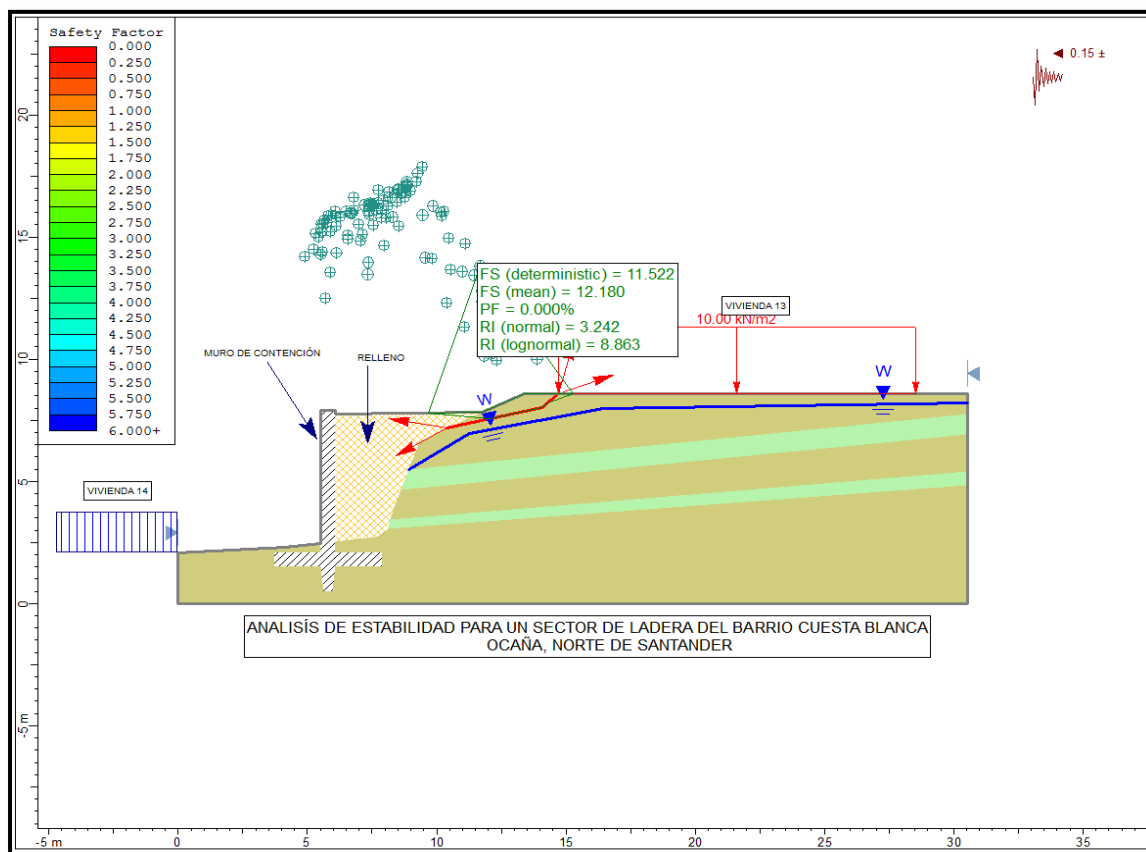 Safety Factor
0.000
0.250
0.500
0.750
1.000
1.250
1.500
1.750
2.000
2.250
2.500
2.750
3.000
3.250
3.500
3.750
4.000
4.250
4.500
4.750
5.000
5.250
5.500
5.750
6.000+
0.15 ±
FS (deterministic) = 11.522
FS (mean) = 12.180
PF = 0.000%
RI (normal) = 3.242
RI (lognormal) = 8.863
VIVIENDA 13
10.00 kN/m2
MURO DE CONTENCIÓN
RELLENO
W
W
VIVIENDA 14
ANALISÍS DE ESTABILIDAD PARA UN SECTOR DE LADERA DEL BARRIO CUESTA BLANCA
OCAÑA, NORTE DE SANTANDER
20
15
10
5
0
-5 m
-5 m
0
5
10
15
20
25
30
35